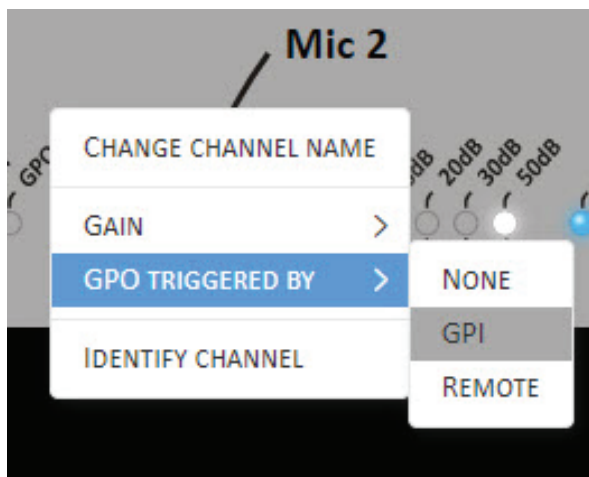 Mic 2
GPO
20dB
30dB
50dB
CHANGE CHANNEL NAME
GAIN
GPO TRIGGERED BY
IDENTIFY CHANNEL
NONE
GPI
REMOTE